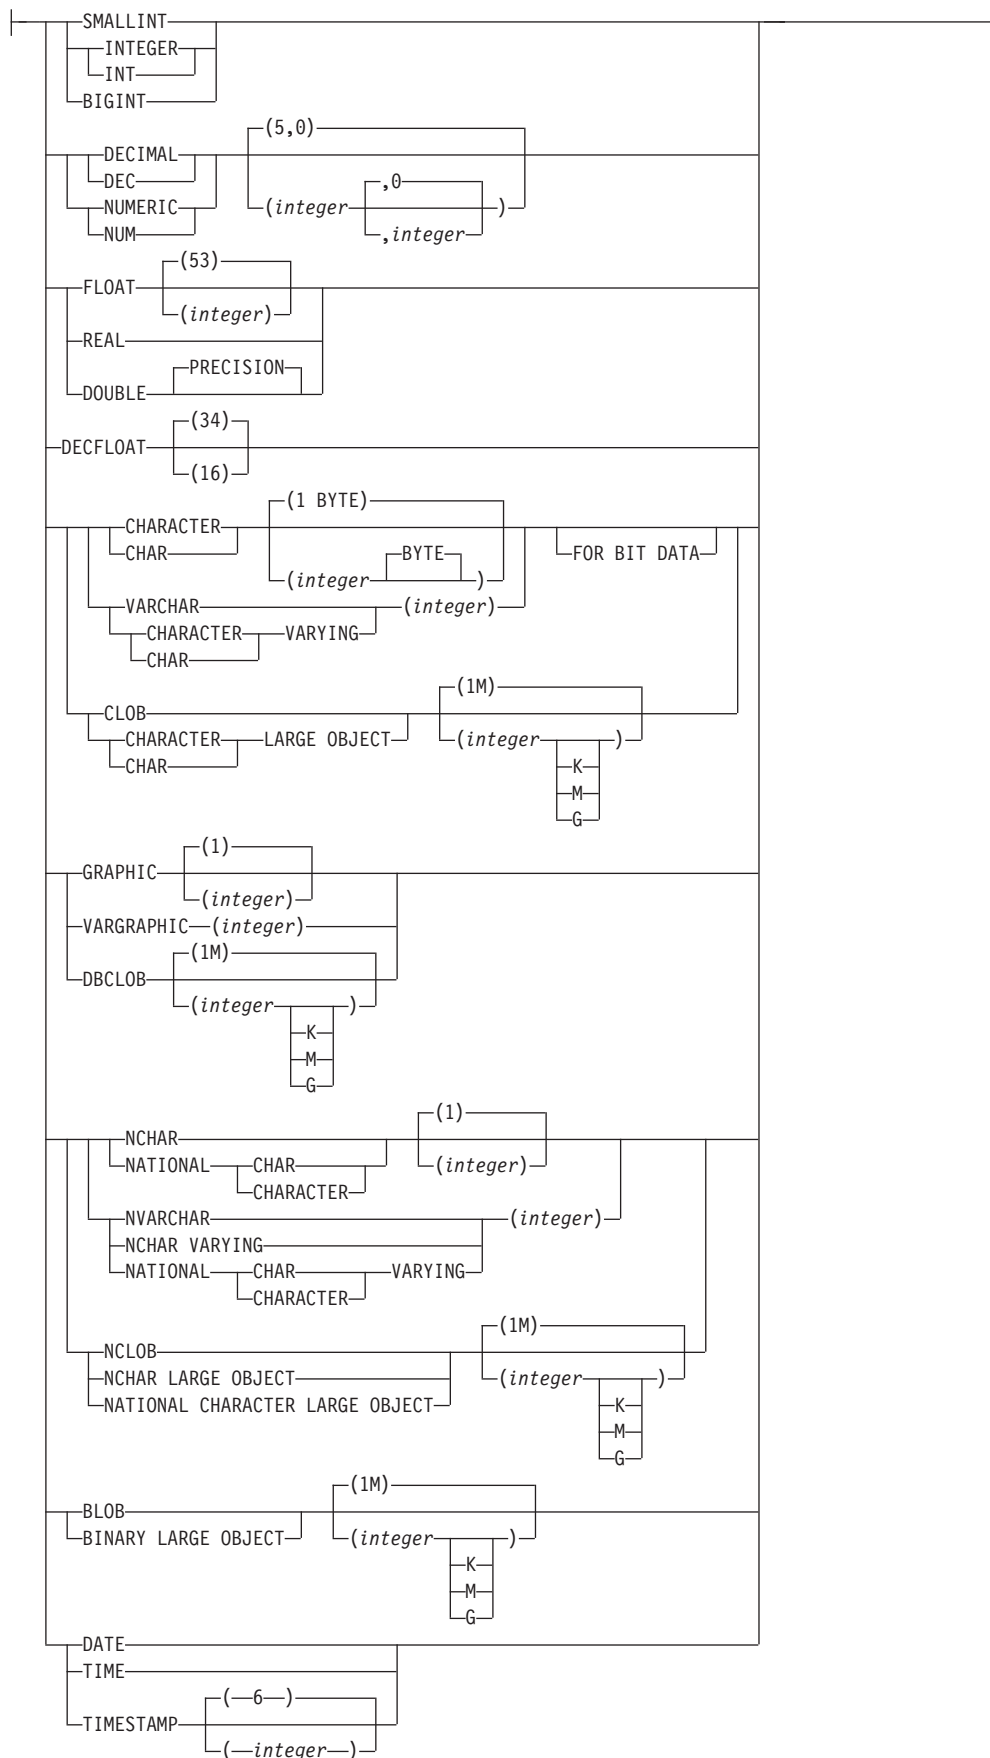 SMALLINT
INTEGER
INT
BIGINT
(5,0)
DECIMAL
DEC
,0
NUMERIC (integer )
NUM ,integer
(53)
FLOAT
(integer)
REAL
PRECISION
DOUBLE
(34)
DECFLOAT
(16)
(1 BYTE)
CHARACTER
CHAR BYTE FOR BIT DATA
(integer )
VARCHAR (integer)
CHARACTER VARYING
CHAR
(1M)
CLOB
CHARACTER LARGE OBJECT (integer )
CHAR K
M
G
(1)
GRAPHIC
(integer)
VARGRAPHIC (integer)
(1M)
DBCLOB
(integer )
K
M
G
(1)
NCHAR
NATIONAL CHAR (integer)
CHARACTER
NVARCHAR (integer)
NCHAR VARYING
NATIONAL CHAR VARYING
CHARACTER
(1M)
NCLOB
NCHAR LARGE OBJECT (integer )
NATIONAL CHARACTER LARGE OBJECT K
M
G
(1M)
BLOB
BINARY LARGE OBJECT (integer )
K
M
G
DATE
TIME
( 6 )
TIMESTAMP
( integer )